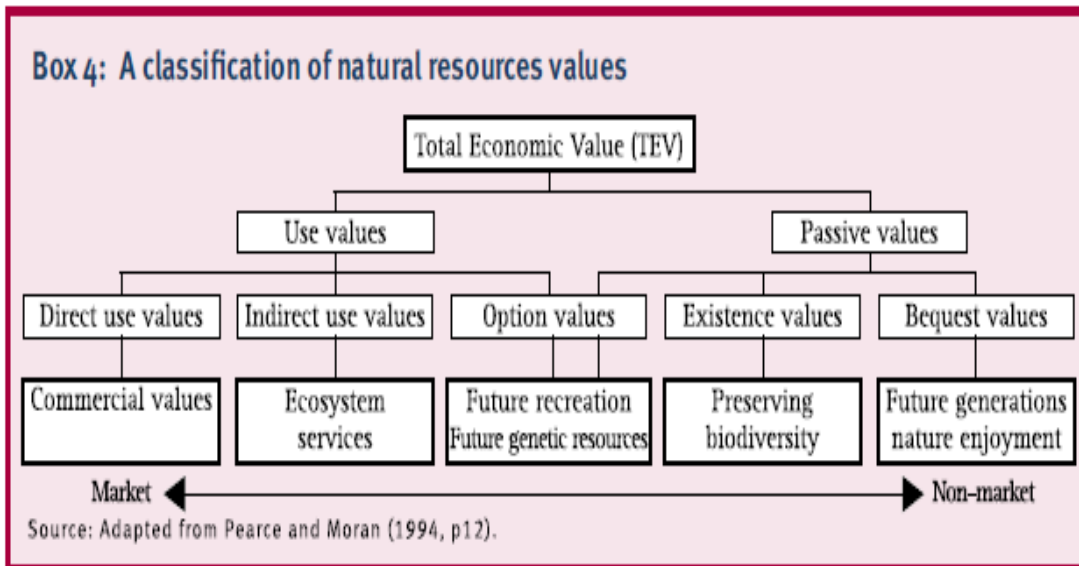 Box 4: A classification of natural resources values
Total Economic Value (TEV)
Use values
Passive values
Direct use values
Indirect use values
Option values
Existence values
Bequest values
Commercial values
Ecosystem
services
Future recreation
Future genetic resources
Preserving
biodiversity
Future generations
nature enjoyment
Market
Non-market
Source: Adapted from Pearce and Moran (1994, p12).